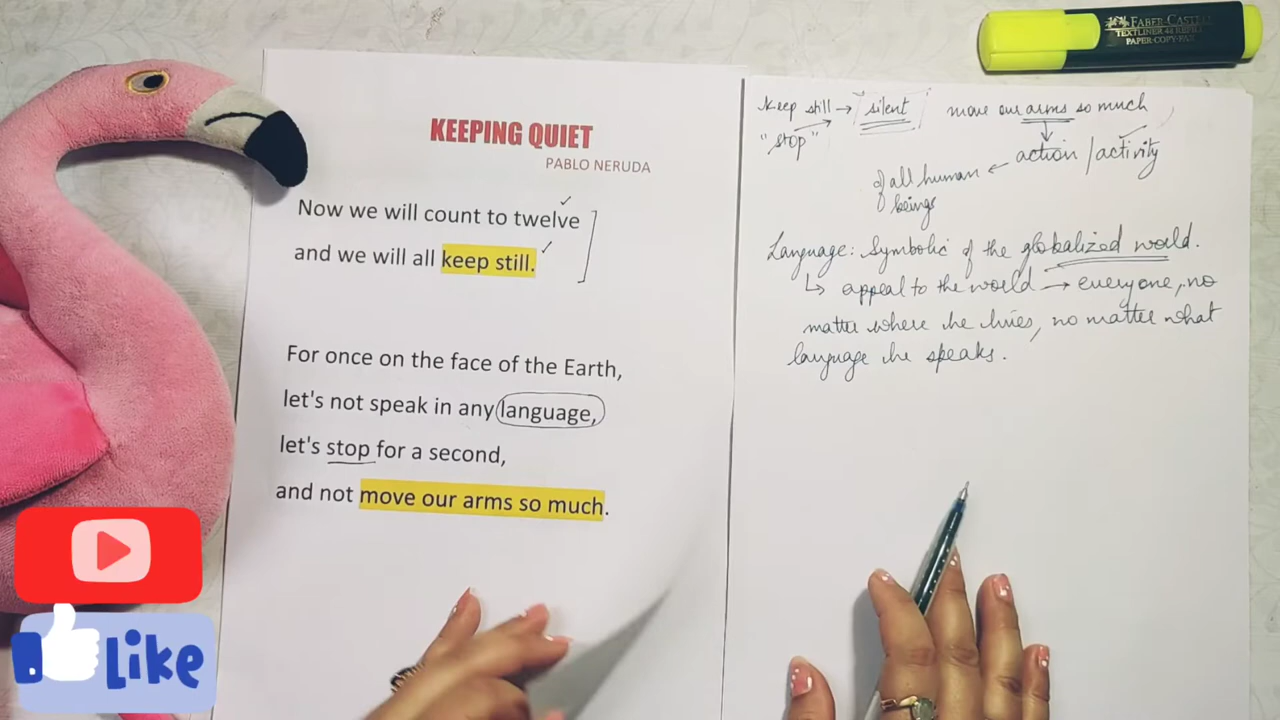 KEEPING QUIET
PABLO NERUDA
Now we will count to twelve
and we will all keep still.
For once on the face of the Earth,
let's not speak in any language,
let's stop for a second,
and not move our arms so much.
Keep still → silent move our arms so much
"stop"
action / activity
of all human
beings
Language: Symbolic of the globalized world.
appeal to the world → everyone, no
matter where he lives, no matter what
language he speaks.
FABER-CASTELL
TEXTLINER 48 REFILL
PAPER-COPY-FAX
Like